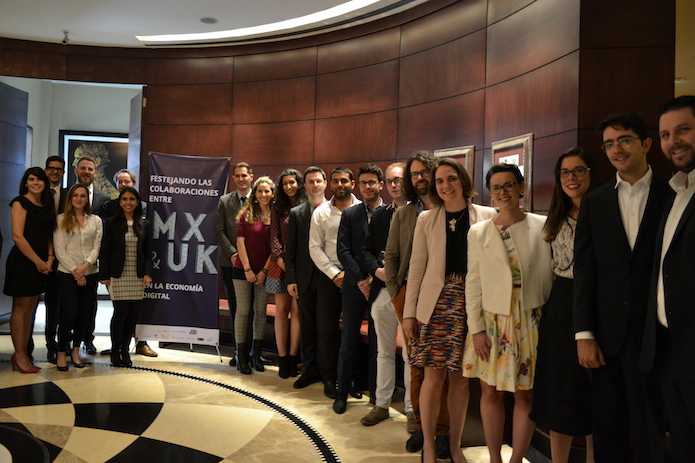 FESTEJANDO LAS
COLABORACIONES
ENTRE
MX
& UK
EN LA ECONOMÍA
DIGITAL